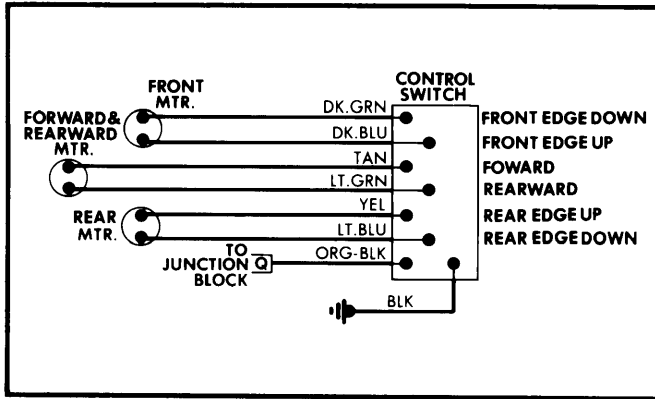 FRONT
MTR.
CONTROL
SWITCH
FORWARD &
REARWARD
MTR.
DK.GRN
FRONT EDGE DOWN
DK.BLU
FRONT EDGE UP
TAN
FOWARD
LT.GRN
REARWARD
REAR
MTR.
YEL
REAR EDGE UP
LT.BLU
REAR EDGE DOWN
TO
JUNCTION
BLOCK
Q
ORG-BLK
BLK